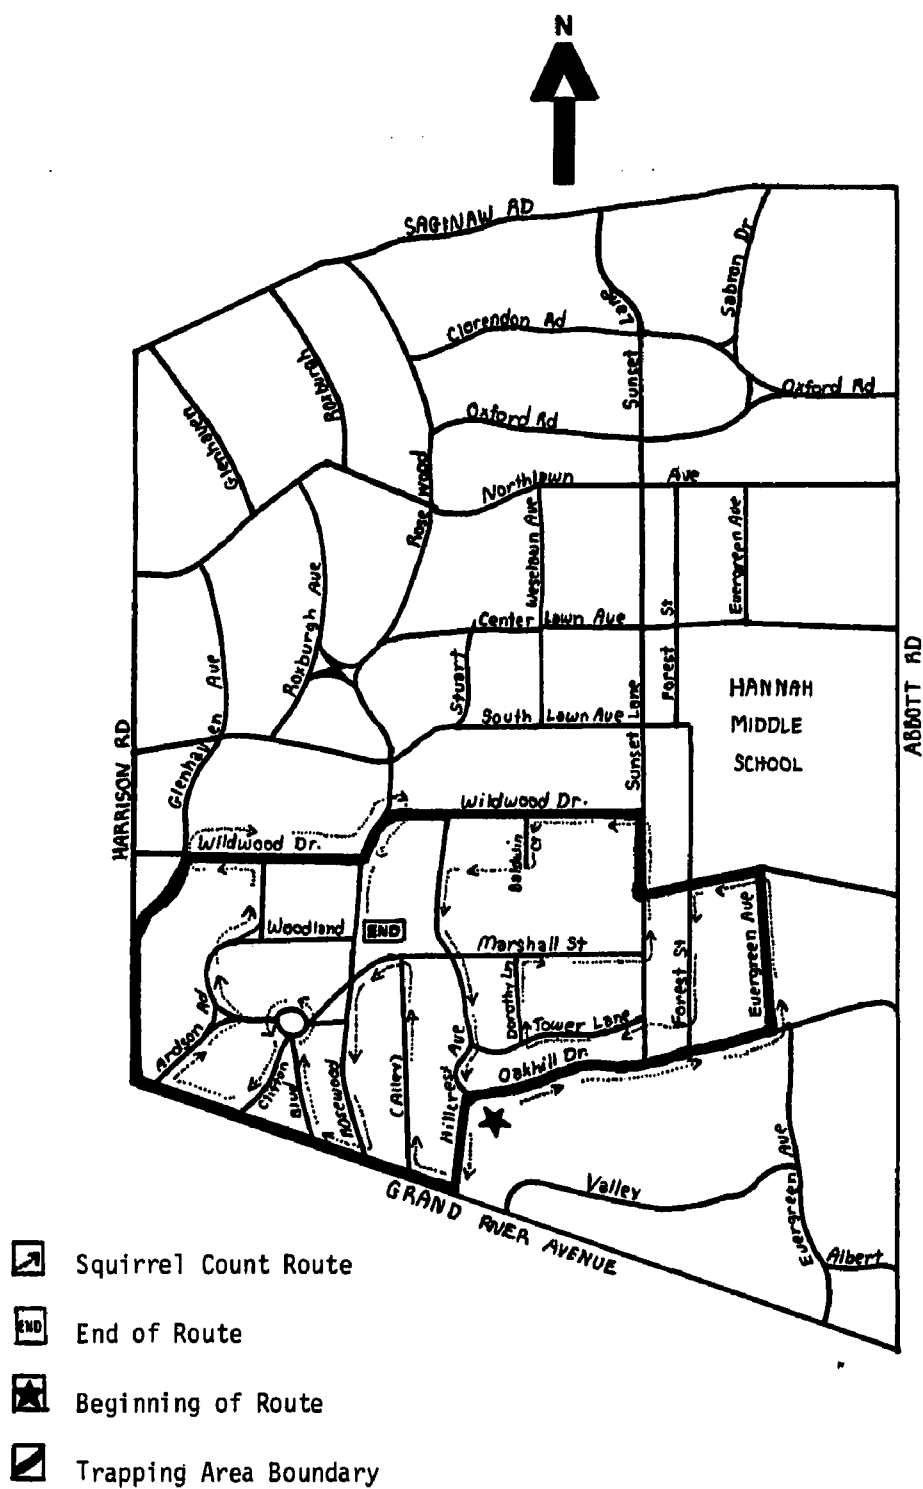 N
SAGINAW RD
Sabron Dr
Lane
Clarendon Rd
Roxburgh
Sunset
Oxford Rd
Glenhaven
Oxford Rd
Rosewood
Northlawn Ave
Weselawn Ave
Evergreen Ave
Roxburgh Ave
Center Lawn Ave
St
Forest
Stuart
Glenhaven Ave
HANNAH
MIDDLE
SCHOOL
ABBOTT RD
South Lawn Ave
Sunset Lane
HARRISON RD
Wildwood Dr.
Wildwood Dr.
Baldwin
Ct
Woodland
END
Marshall St
Evergreen Ave
Forest St
Dorothy Ln
Ardson Rd
Tower Lane
Oakhill Dr.
Clifton
Blvd
Rosewood
(Alley)
Hillcrest Ave
Valley
Evergreen Ave
Albert
GRAND RIVER AVENUE
Squirrel Count Route
END End of Route
Beginning of Route
Trapping Area Boundary